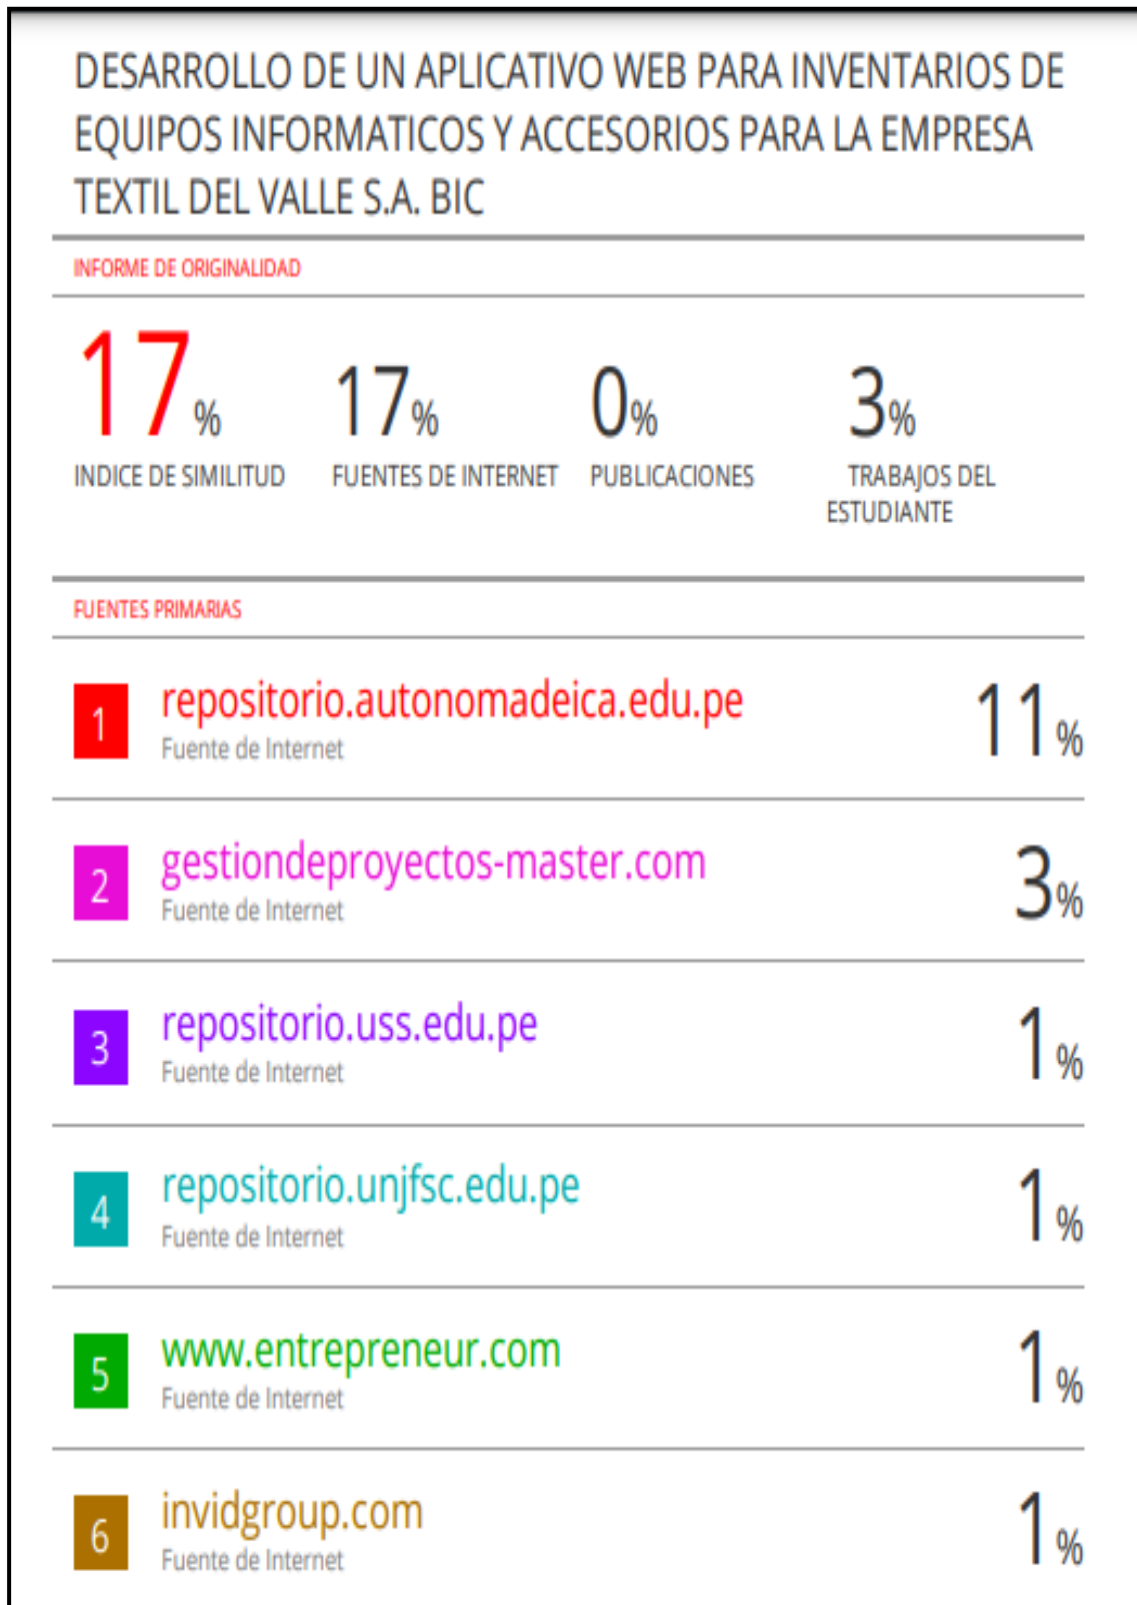 DESARROLLO DE UN APLICATIVO WEB PARA INVENTARIOS DE
EQUIPOS INFORMATICOS Y ACCESORIOS PARA LA EMPRESA
TEXTIL DEL VALLE S.A. BIC
INFORME DE ORIGINALIDAD
17% 17% 0% 3%
INDICE DE SIMILITUD FUENTES DE INTERNET PUBLICACIONES TRABAJOS DEL
ESTUDIANTE
FUENTES PRIMARIAS
1 repositorio.autonomadeica.edu.pe 11%
Fuente de Internet
2 gestiondeproyectos-master.com 3%
Fuente de Internet
3 repositorio.uss.edu.pe 1%
Fuente de Internet
4 repositorio.unjfsc.edu.pe 1%
Fuente de Internet
5 www.entrepreneur.com 1%
Fuente de Internet
6 invidgroup.com 1%
Fuente de Internet